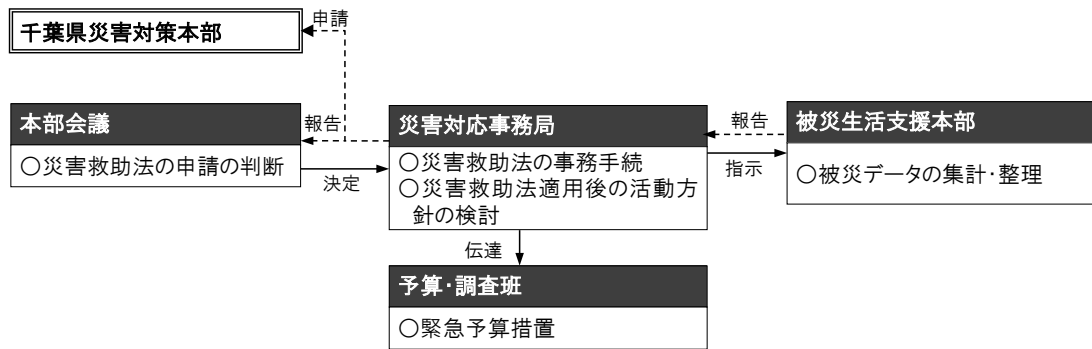 申請
千葉県災害対策本部
本部会議
○災害救助法の申請の判断
報告
決定
災害対応事務局
○災害救助法の事務手続
○災害救助法適用後の活動方
針の検討
報告
指示
被災生活支援本部
○被災データの集計・整理
伝達
予算・調査班
○緊急予算措置